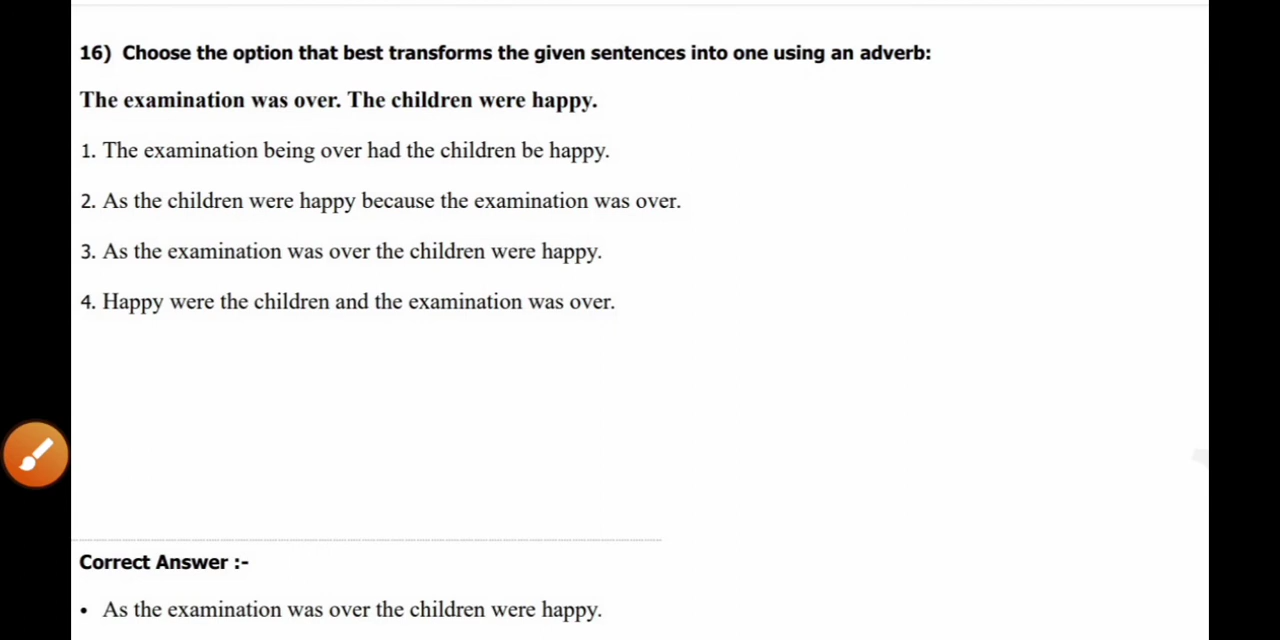 16) Choose the option that best transforms the given sentences into one using an adverb:
The examination was over. The children were happy.
1. The examination being over had the children be happy.
2. As the children were happy because the examination was over.
3. As the examination was over the children were happy.
4. Happy were the children and the examination was over.
Correct Answer :-
• As the examination was over the children were happy.